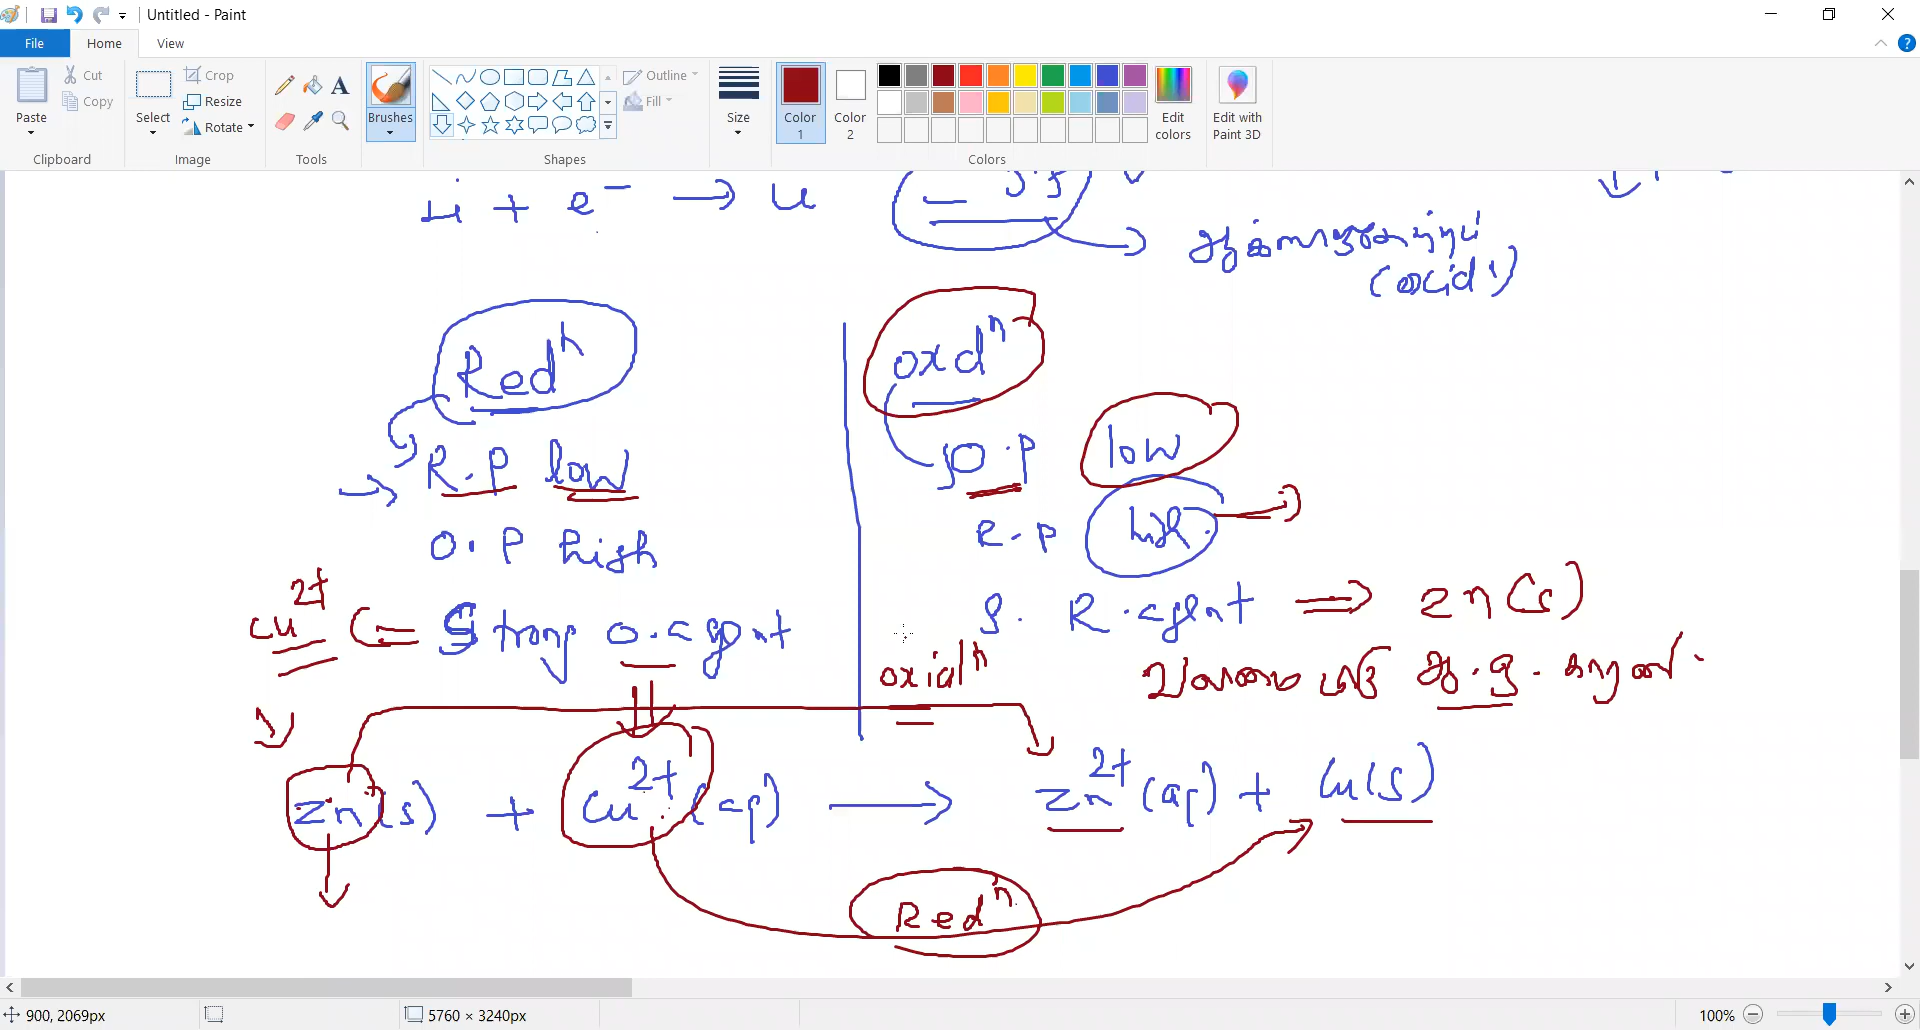 Untitled - Paint
File
Home
View
Paste
Cut
Copy
Clipboard
Select
Crop
Resize
Rotate
Image
Tools
Brushes
Outline
Fill
Shapes
Size
Color
1
Color
2
Edit
colors
Edit with
Paint 3D
Colors
Li + e⁻ → Li
(oxid
Redⁿ
oxdⁿ
R.P low
O.P low
O.P high
R.P high
Cu²⁺ ⇐ Strong O.agent
S. R.agent ⇒ Zn(s)
oxidⁿ
Zn(s) + Cu²⁺(aq) → Zn²⁺(aq) + Cu(s)
Redⁿ
900, 2069px
5760 × 3240px
100%